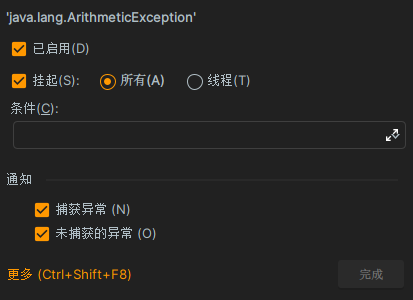 'java.lang.ArithmeticException'
已启用(D)
挂起(S): 所有(A) 线程(T)
条件(C):
通知
捕获异常 (N)
未捕获的异常 (O)
更多 (Ctrl+Shift+F8) 完成